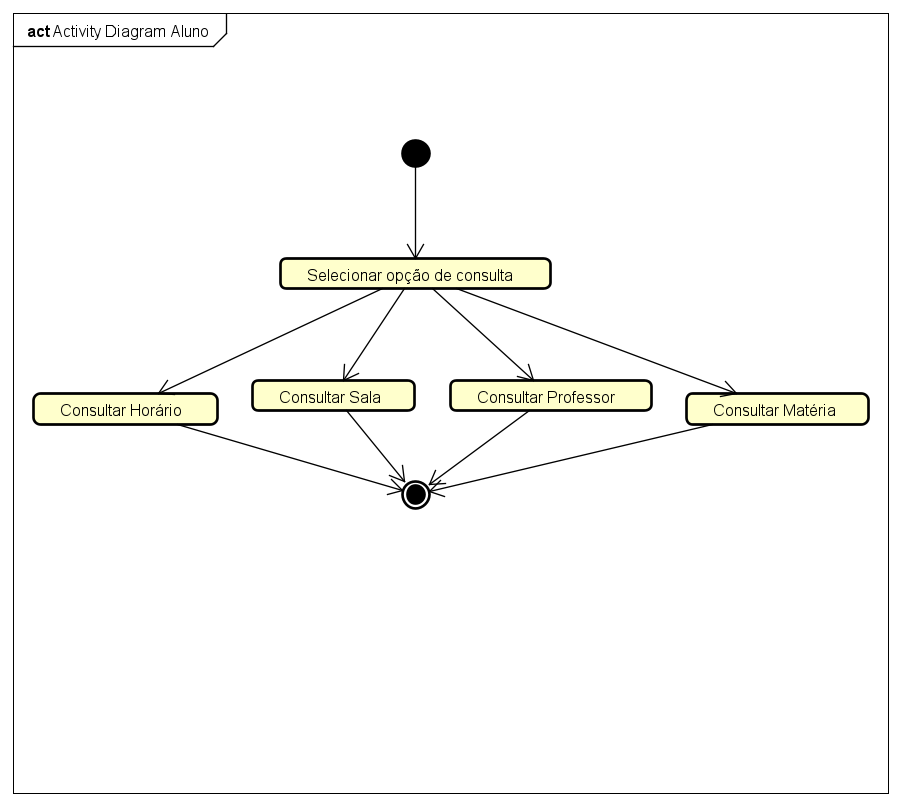 act Activity Diagram Aluno
Selecionar opção de consulta
Consultar Horário
Consultar Sala
Consultar Professor
Consultar Matéria